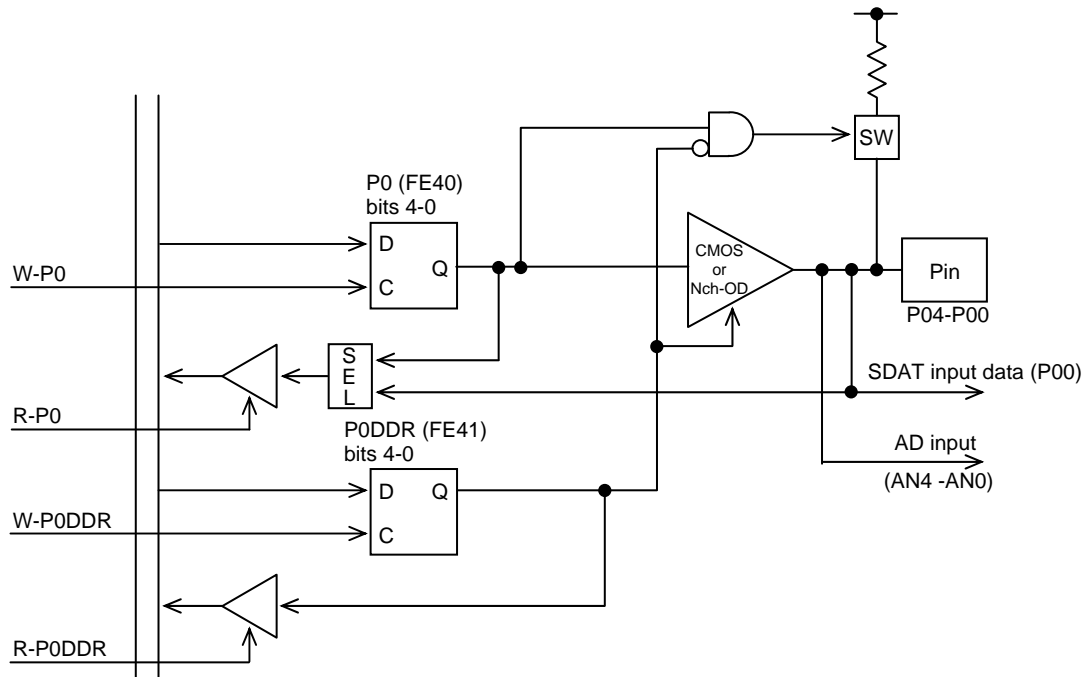 SW
P0 (FE40)
bits 4-0
D
Q
C
W-P0
CMOS
or
Nch-OD
Pin
P04-P00
S
E
L
SDAT input data (P00)
R-P0
P0DDR (FE41)
bits 4-0
AD input
(AN4 -AN0)
D
Q
C
W-P0DDR
R-P0DDR